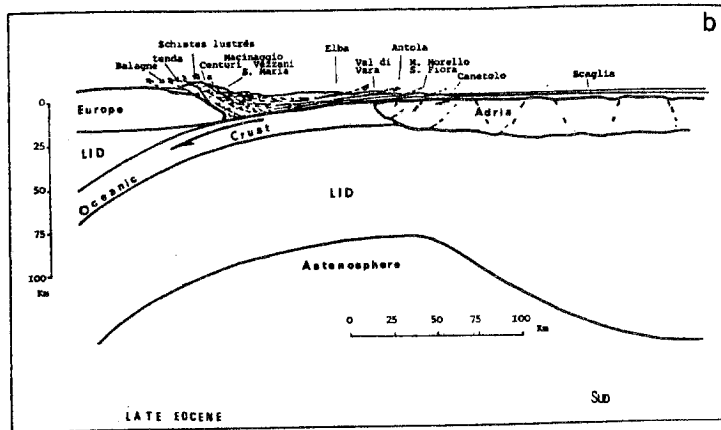 b
Schistes lustrés
Balagne
tenda
Centuri
Macinaggio
Vezzani
S. Maria
Elba
Val di
Vara
Antola
M. Morello
S. Fiora
Canetolo
Scaglia
0
25
50
75
100
Km
Europe
LID
Oceanic Crust
Adria
LID
Astenosphere
0 25 50 75 100
Km
LATE EOCENE
Sud